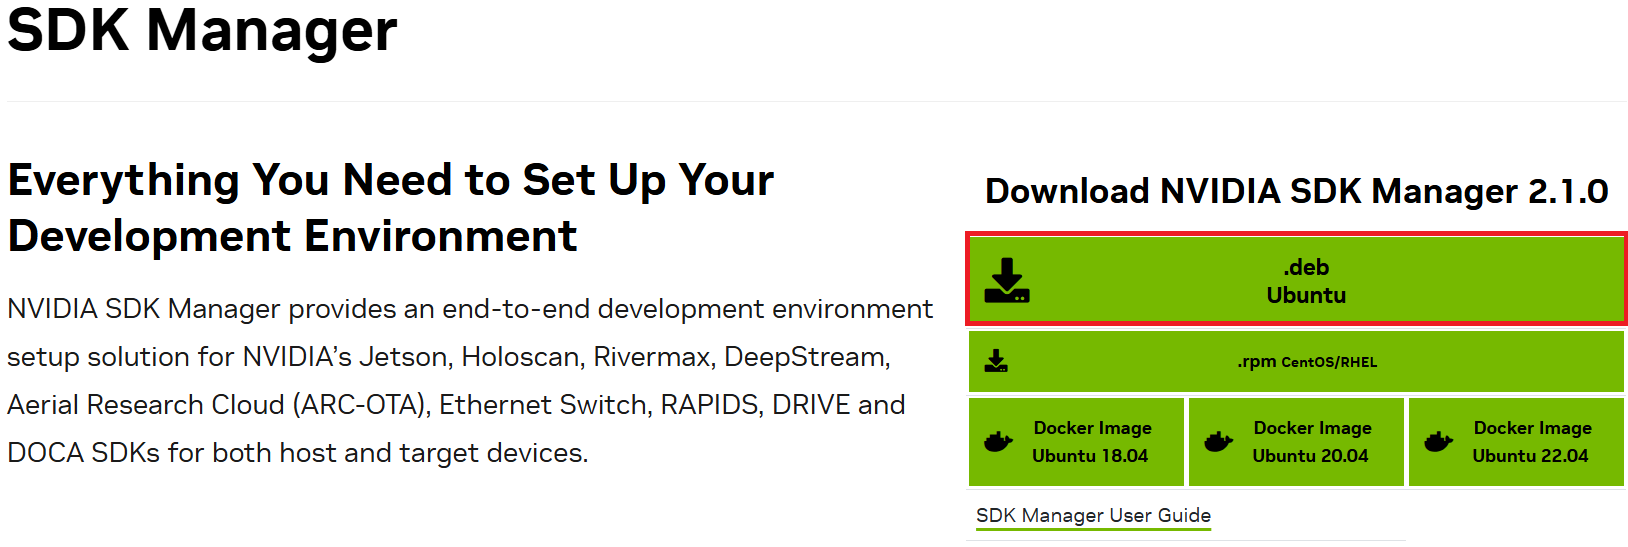 SDK Manager
Everything You Need to Set Up Your
Development Environment
NVIDIA SDK Manager provides an end-to-end development environment
setup solution for NVIDIA’s Jetson, Holoscan, Rivermax, DeepStream,
Aerial Research Cloud (ARC-OTA), Ethernet Switch, RAPIDS, DRIVE and
DOCA SDKs for both host and target devices.
Download NVIDIA SDK Manager 2.1.0
.deb
Ubuntu
.rpm CentOS/RHEL
Docker Image
Ubuntu 18.04
Docker Image
Ubuntu 20.04
Docker Image
Ubuntu 22.04
SDK Manager User Guide